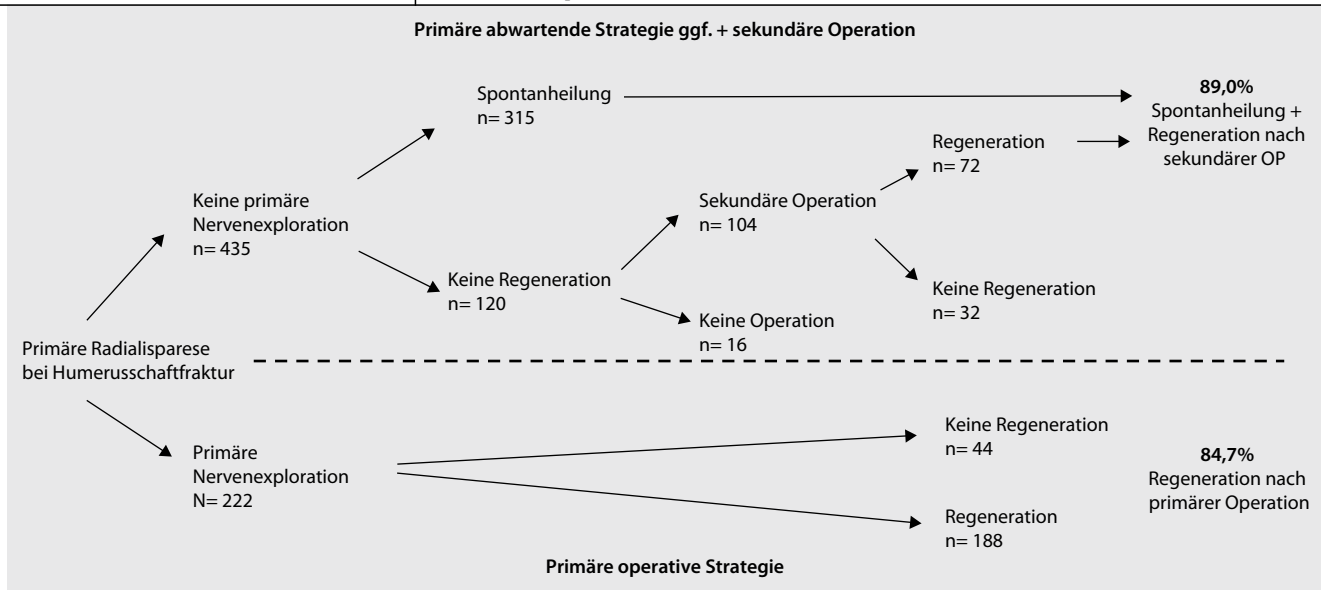 Primäre abwartende Strategie ggf. + sekundäre Operation
Spontanheilung
n= 315
89,0%
Spontanheilung +
Regeneration nach
sekundärer OP
Regeneration
n= 72
Keine primäre
Nervenexploration
n= 435
Sekundäre Operation
n= 104
Keine Regeneration
n= 120
Keine Regeneration
n= 32
Keine Operation
n= 16
Primäre Radialisparese
bei Humerusschaftfraktur
Primäre
Nervenexploration
N= 222
Keine Regeneration
n= 44
84,7%
Regeneration nach
primärer Operation
Regeneration
n= 188
Primäre operative Strategie